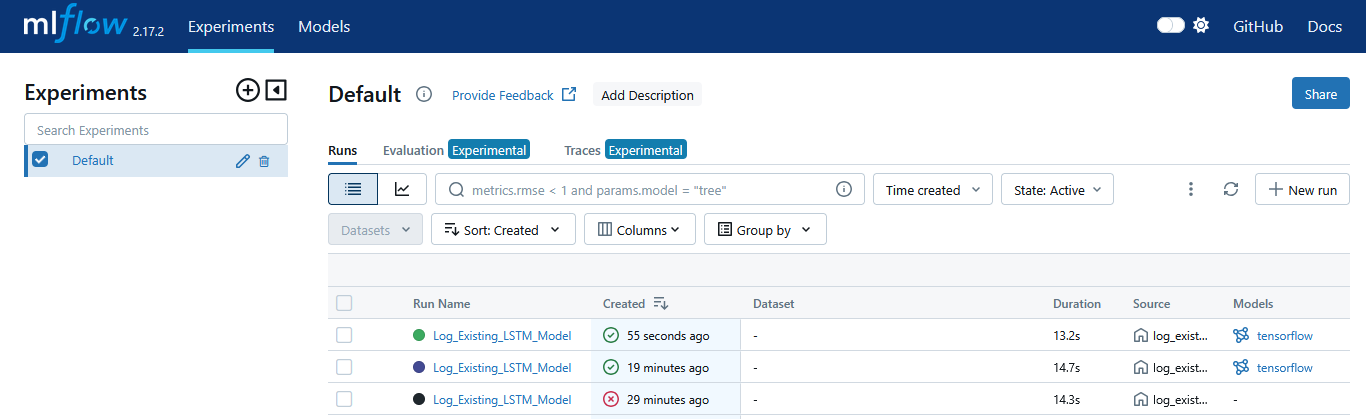 mlflow 2.17.2 Experiments Models GitHub Docs
Experiments
Search Experiments
Default
Default Provide Feedback Add Description Share
Runs Evaluation Experimental Traces Experimental
metrics.rmse < 1 and params.model = "tree" Time created State: Active New run
Datasets Sort: Created Columns Group by
Run Name Created Dataset Duration Source Models
Log_Existing_LSTM_Model 55 seconds ago - 13.2s log_exist... tensorflow
Log_Existing_LSTM_Model 19 minutes ago - 14.7s log_exist... tensorflow
Log_Existing_LSTM_Model 29 minutes ago - 14.3s log_exist... -